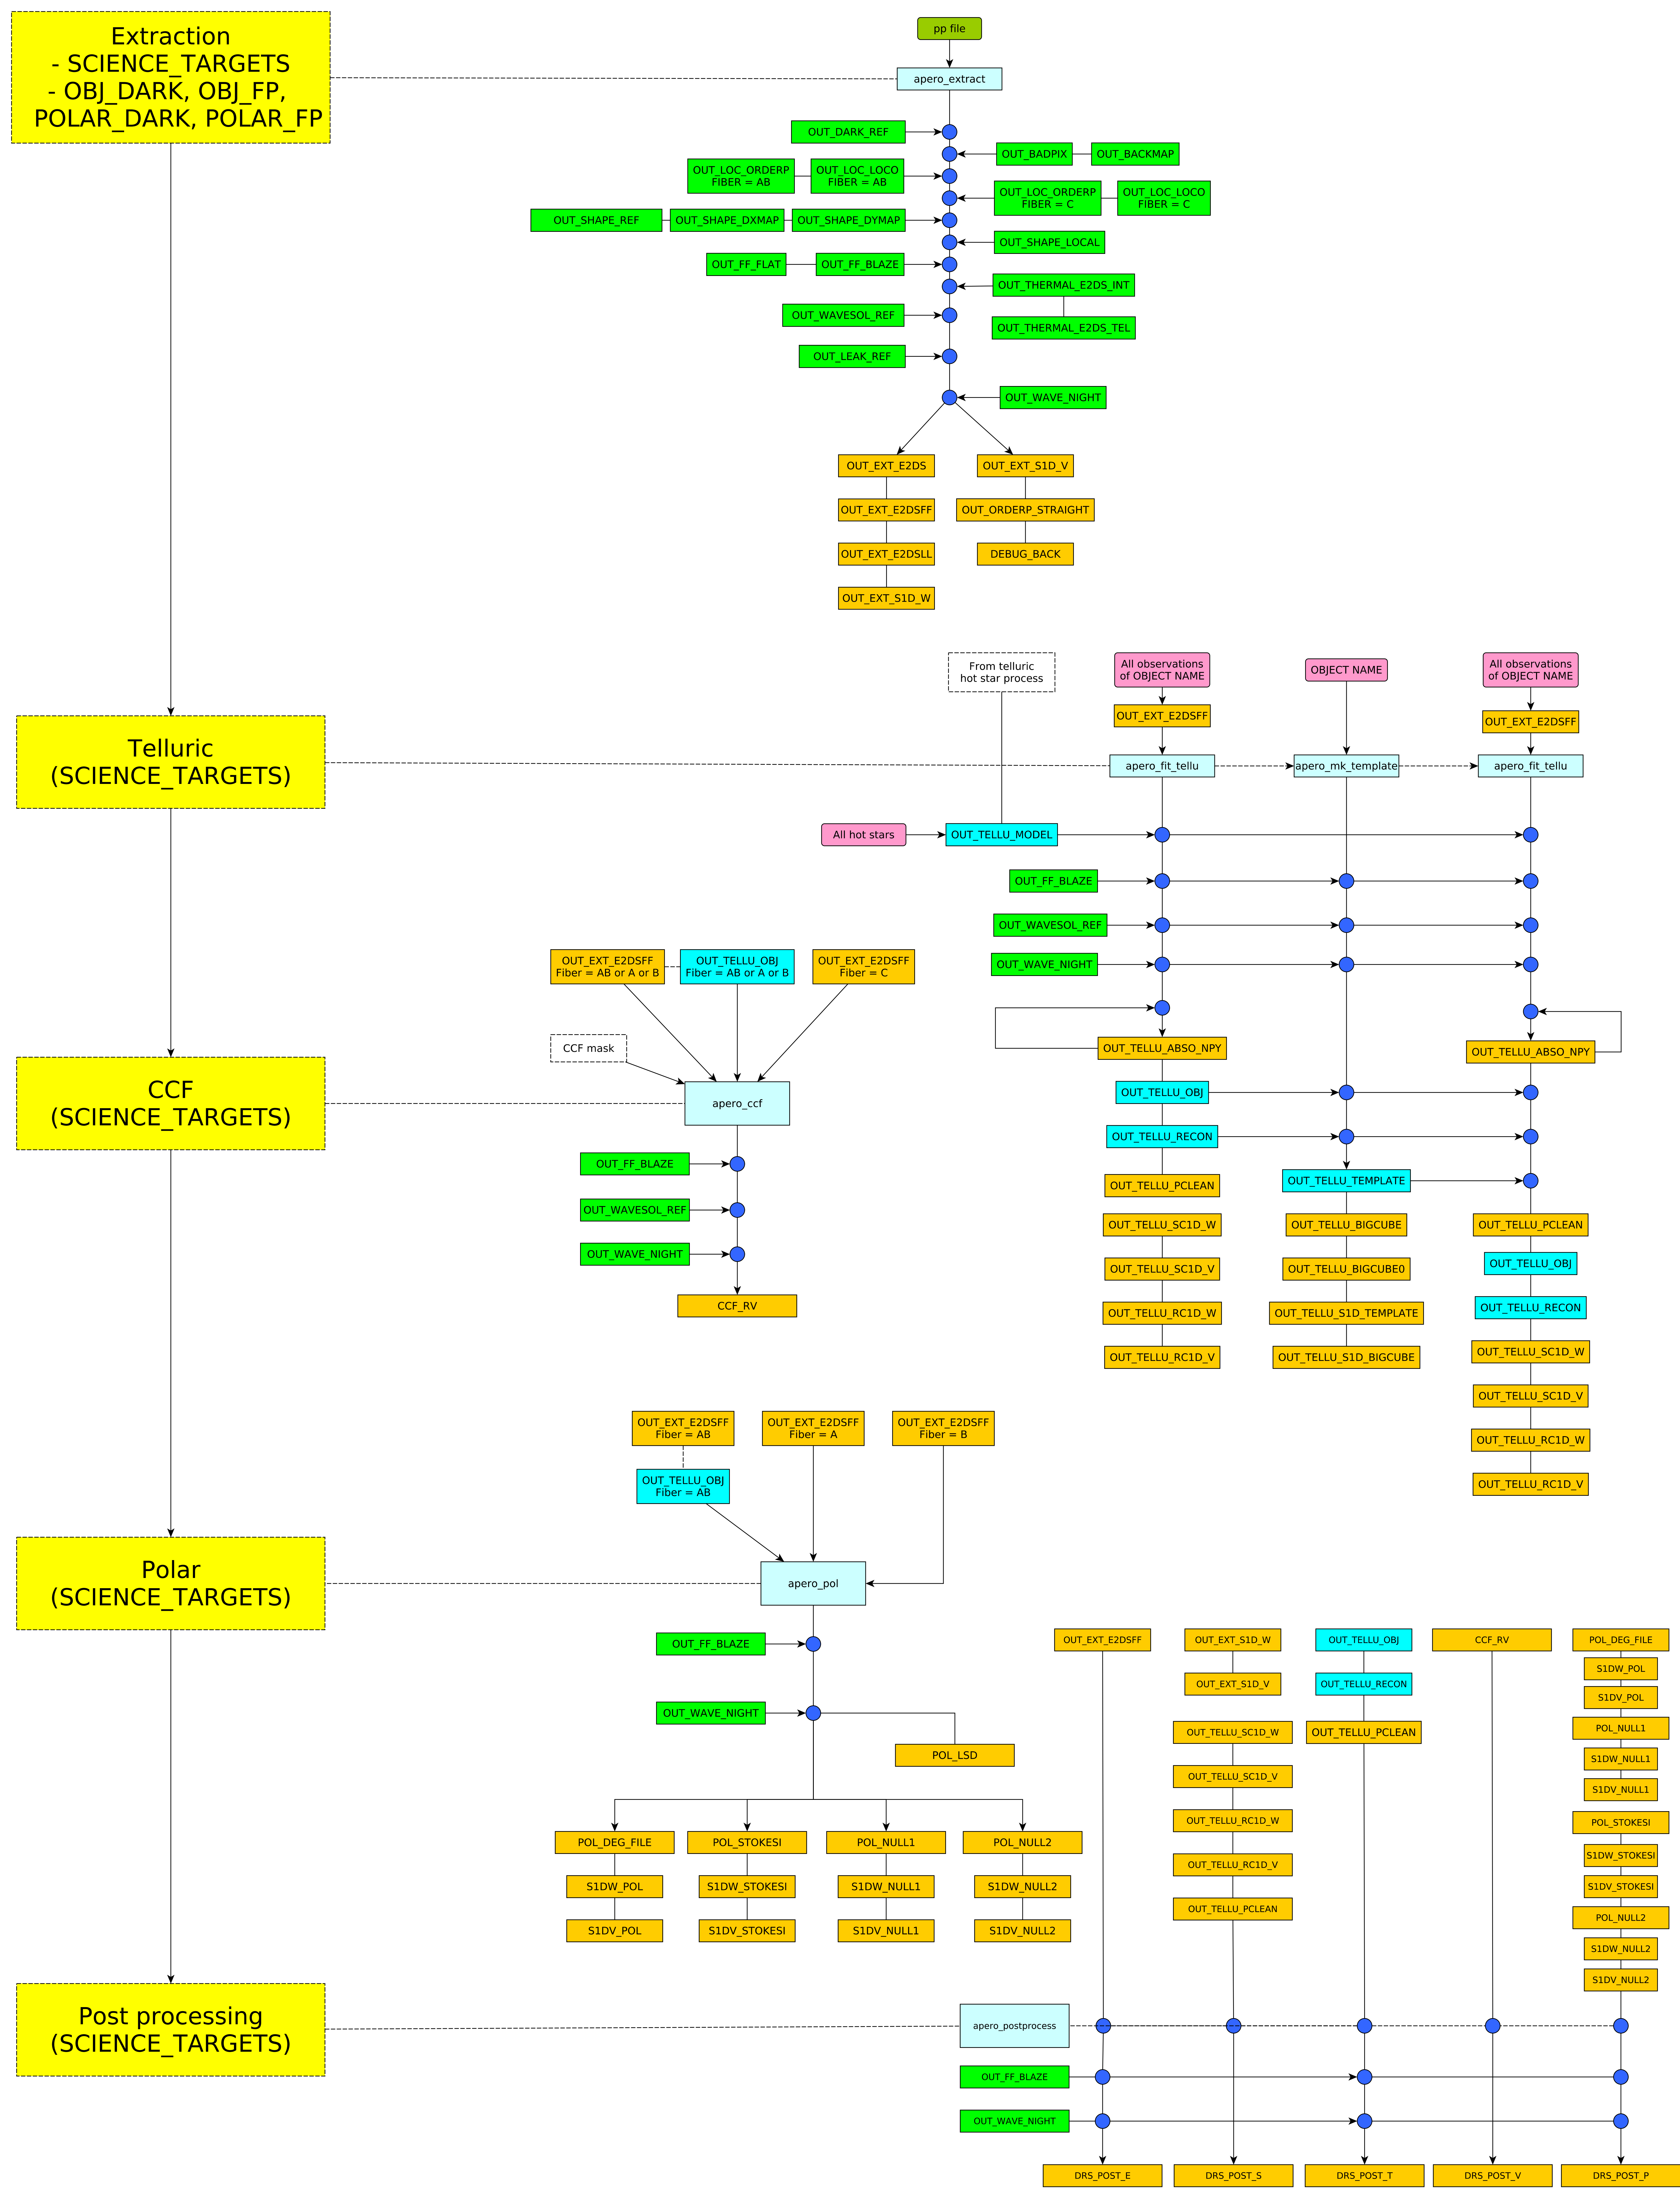 Extraction
- SCIENCE_TARGETS
- OBJ_DARK, OBJ_FP,
POLAR_DARK, POLAR_FP
pp file
apero_extract
OUT_DARK_REF
OUT_BADPIX
OUT_BACKMAP
OUT_LOC_ORDERP
FIBER = AB
OUT_LOC_LOCO
FIBER = AB
OUT_LOC_ORDERP
FIBER = C
OUT_LOC_LOCO
FIBER = C
OUT_SHAPE_REF
OUT_SHAPE_DXMAP
OUT_SHAPE_DYMAP
OUT_SHAPE_LOCAL
OUT_FF_FLAT
OUT_FF_BLAZE
OUT_THERMAL_E2DS_INT
OUT_THERMAL_E2DS_TEL
OUT_WAVESOL_REF
OUT_LEAK_REF
OUT_WAVE_NIGHT
OUT_EXT_E2DS
OUT_EXT_E2DSFF
OUT_EXT_E2DSLL
OUT_EXT_S1D_W
OUT_EXT_S1D_V
OUT_ORDERP_STRAIGHT
DEBUG_BACK
Telluric
(SCIENCE_TARGETS)
From telluric
hot star process
All observations
of OBJECT NAME
OBJECT NAME
All observations
of OBJECT NAME
OUT_EXT_E2DSFF
OUT_EXT_E2DSFF
apero_fit_tellu
apero_mk_template
apero_fit_tellu
All hot stars
OUT_TELLU_MODEL
OUT_FF_BLAZE
OUT_WAVESOL_REF
OUT_WAVE_NIGHT
OUT_TELLU_ABSO_NPY
OUT_TELLU_OBJ
OUT_TELLU_RECON
OUT_TELLU_PCLEAN
OUT_TELLU_SC1D_W
OUT_TELLU_SC1D_V
OUT_TELLU_RC1D_W
OUT_TELLU_RC1D_V
OUT_TELLU_TEMPLATE
OUT_TELLU_BIGCUBE
OUT_TELLU_BIGCUBE0
OUT_TELLU_S1D_TEMPLATE
OUT_TELLU_S1D_BIGCUBE
OUT_TELLU_ABSO_NPY
OUT_TELLU_PCLEAN
OUT_TELLU_OBJ
OUT_TELLU_RECON
OUT_TELLU_SC1D_W
OUT_TELLU_SC1D_V
OUT_TELLU_RC1D_W
OUT_TELLU_RC1D_V
CCF
(SCIENCE_TARGETS)
OUT_EXT_E2DSFF
Fiber = AB or A or B
OUT_TELLU_OBJ
Fiber = AB or A or B
OUT_EXT_E2DSFF
Fiber = C
CCF mask
apero_ccf
OUT_FF_BLAZE
OUT_WAVESOL_REF
OUT_WAVE_NIGHT
CCF_RV
Polar
(SCIENCE_TARGETS)
OUT_EXT_E2DSFF
Fiber = AB
OUT_EXT_E2DSFF
Fiber = A
OUT_EXT_E2DSFF
Fiber = B
OUT_TELLU_OBJ
Fiber = AB
apero_pol
OUT_FF_BLAZE
OUT_WAVE_NIGHT
POL_LSD
POL_DEG_FILE
POL_STOKESI
POL_NULL1
POL_NULL2
S1DW_POL
S1DW_STOKESI
S1DW_NULL1
S1DW_NULL2
S1DV_POL
S1DV_STOKESI
S1DV_NULL1
S1DV_NULL2
Post processing
(SCIENCE_TARGETS)
OUT_EXT_E2DSFF
OUT_EXT_S1D_W
OUT_EXT_S1D_V
OUT_TELLU_SC1D_W
OUT_TELLU_SC1D_V
OUT_TELLU_RC1D_W
OUT_TELLU_RC1D_V
OUT_TELLU_PCLEAN
OUT_TELLU_OBJ
OUT_TELLU_RECON
OUT_TELLU_PCLEAN
CCF_RV
POL_DEG_FILE
S1DW_POL
S1DV_POL
POL_NULL1
S1DW_NULL1
S1DV_NULL1
POL_STOKESI
S1DW_STOKESI
S1DV_STOKESI
POL_NULL2
S1DW_NULL2
S1DV_NULL2
apero_postprocess
OUT_FF_BLAZE
OUT_WAVE_NIGHT
DRS_POST_E
DRS_POST_S
DRS_POST_T
DRS_POST_V
DRS_POST_P